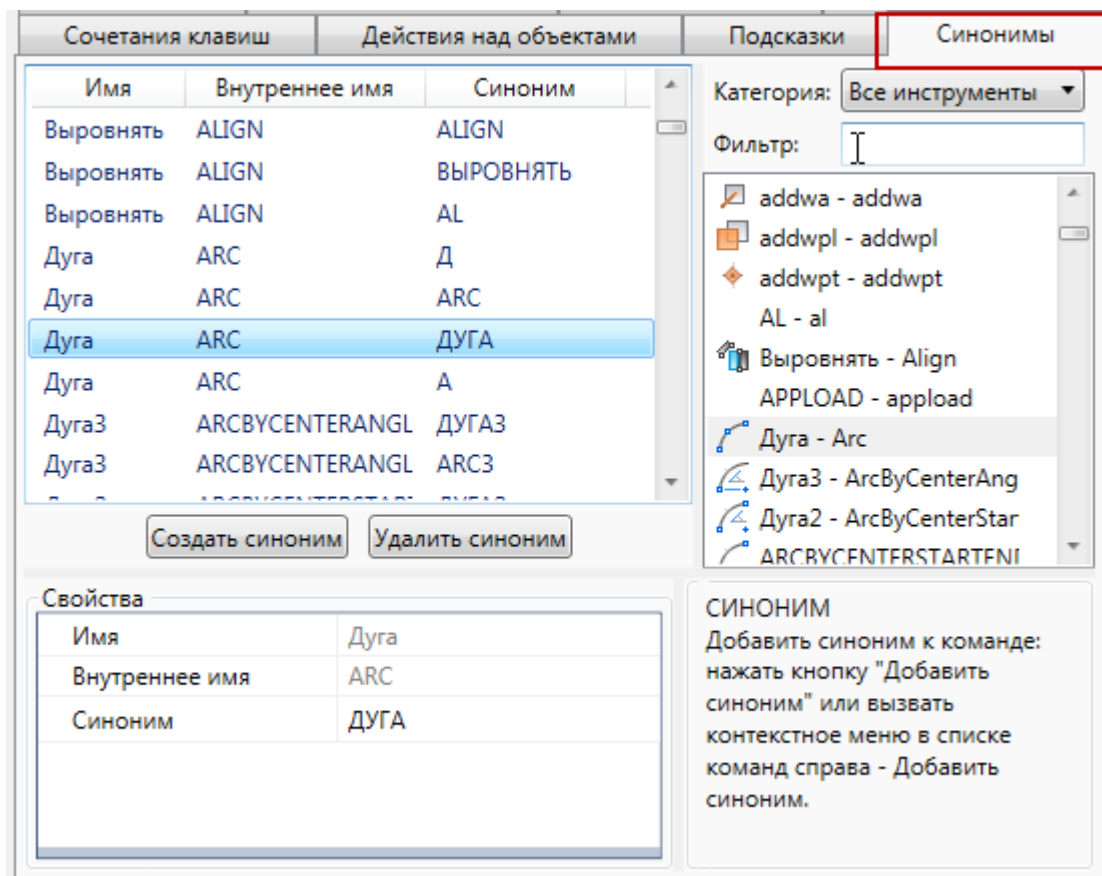 Сочетания клавиш Действия над объектами Подсказки Синонимы
Имя Внутреннее имя Синоним
Выровнять ALIGN ALIGN
Выровнять ALIGN ВЫРОВНЯТЬ
Выровнять ALIGN AL
Дуга ARC Д
Дуга ARC ARC
Дуга ARC ДУГА
Дуга ARC A
Дуга3 ARCBYCENTERANGL ДУГА3
Дуга3 ARCBYCENTERANGL ARC3
Создать синоним Удалить синоним
Категория: Все инструменты
Фильтр:
addwa - addwa
addwpl - addwpl
addwpt - addwpt
AL - al
Выровнять - Align
APPLOAD - appload
Дуга - Arc
Дуга3 - ArcByCenterAng
Дуга2 - ArcByCenterStar
ARCBYCENTERSTARTEN
Свойства
Имя Дуга
Внутреннее имя ARC
Синоним ДУГА
СИНОНИМ
Добавить синоним к команде:
нажать кнопку "Добавить
синоним" или вызвать
контекстное меню в списке
команд справа - Добавить
синоним.